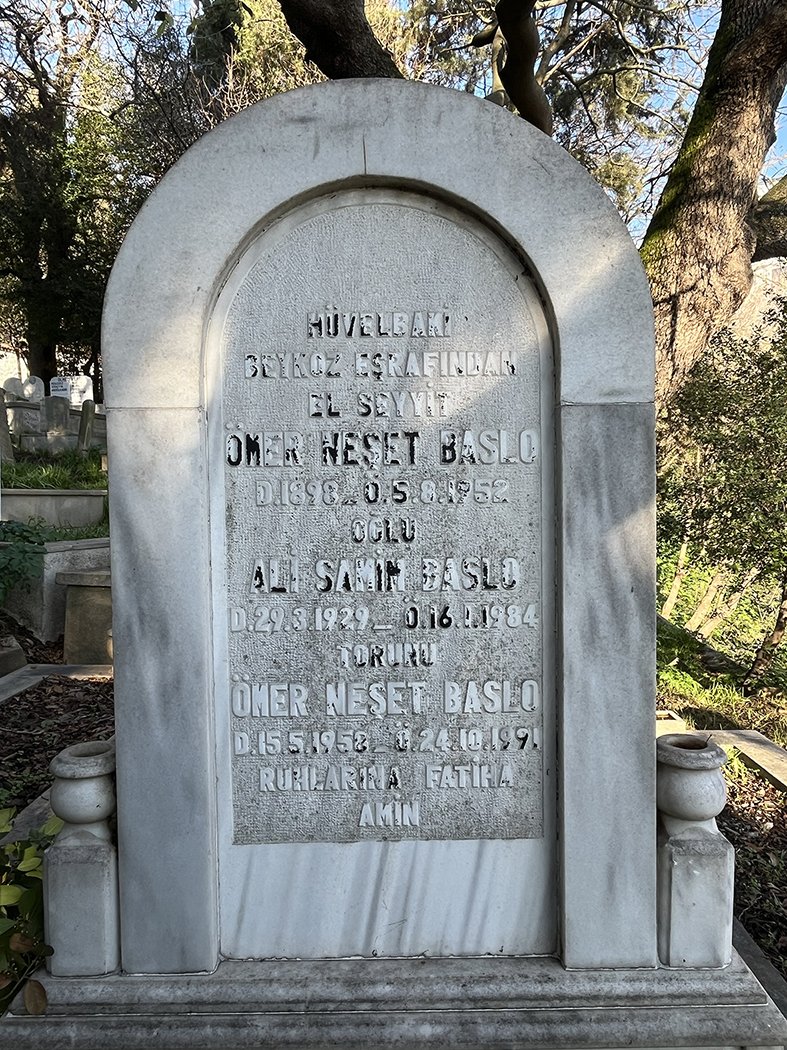 HÜVELBAKİ
BEYKOZ EŞRAFINDAN
EL SEYYİT
ÖMER NEŞET BASLO
D.1898_Ö.5.8.1952
OĞLU
ALİ SAMİM BASLO
D.29.3.1929_Ö.16.1.1984
TORUNU
ÖMER NEŞET BASLO
D.15.5.1958_Ö.24.10.1991
RUHLARINA FATİHA
AMİN